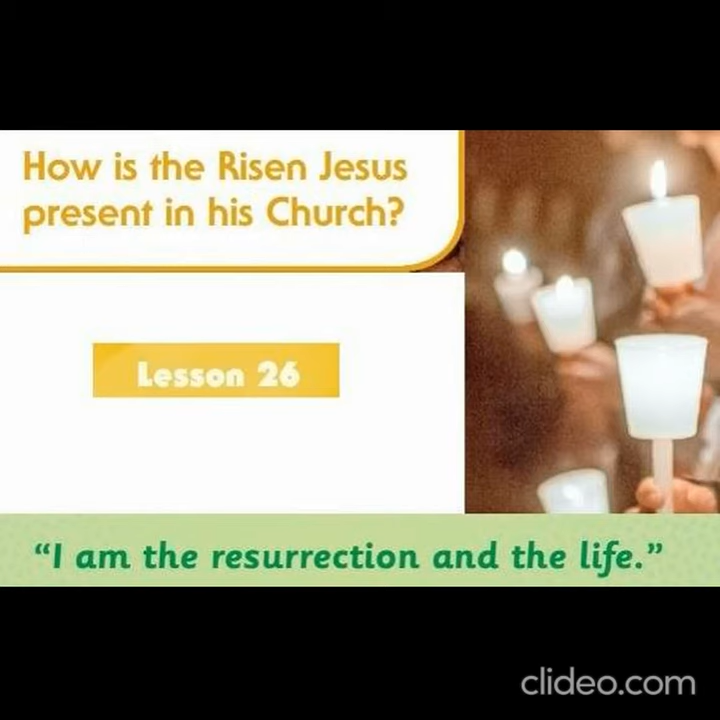 How is the Risen Jesus
present in his Church?
Lesson 26
“I am the resurrection and the life.”
clideo.com